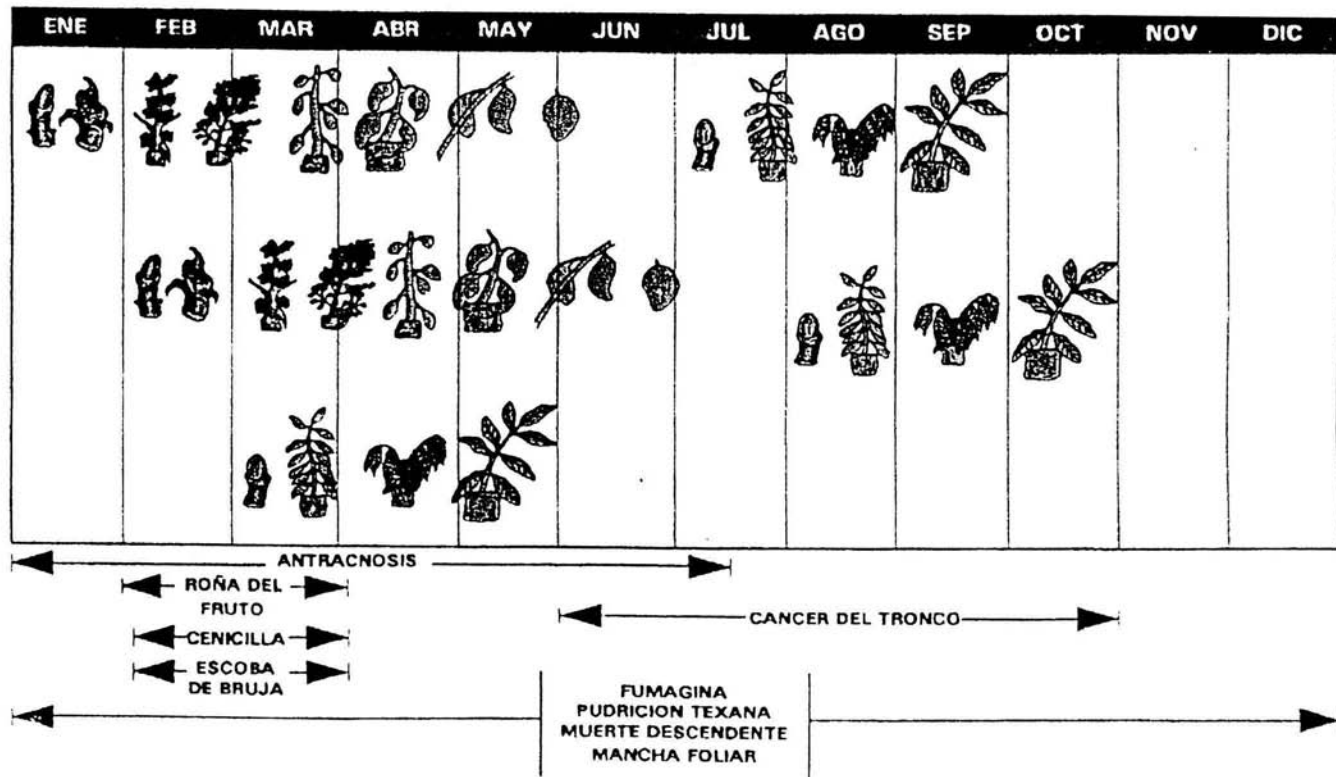 ENE FEB MAR ABR MAY JUN JUL AGO SEP OCT NOV DIC
ANTRACNOSIS
ROÑA DEL
FRUTO
CANCER DEL TRONCO
CENICILLA
ESCOBA
DE BRUJA
FUMAGINA
PUDRICION TEXANA
MUERTE DESCENDENTE
MANCHA FOLIAR